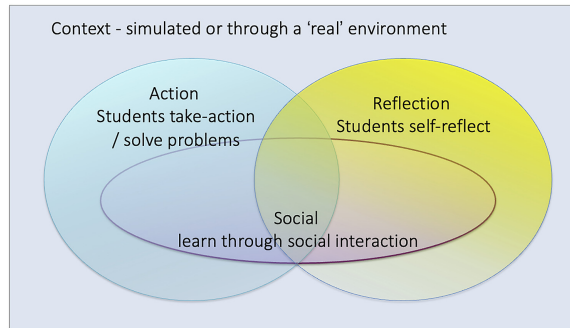 Context - simulated or through a ‘real’ environment
Action
Students take-action
/ solve problems
Reflection
Students self-reflect
Social
learn through social interaction